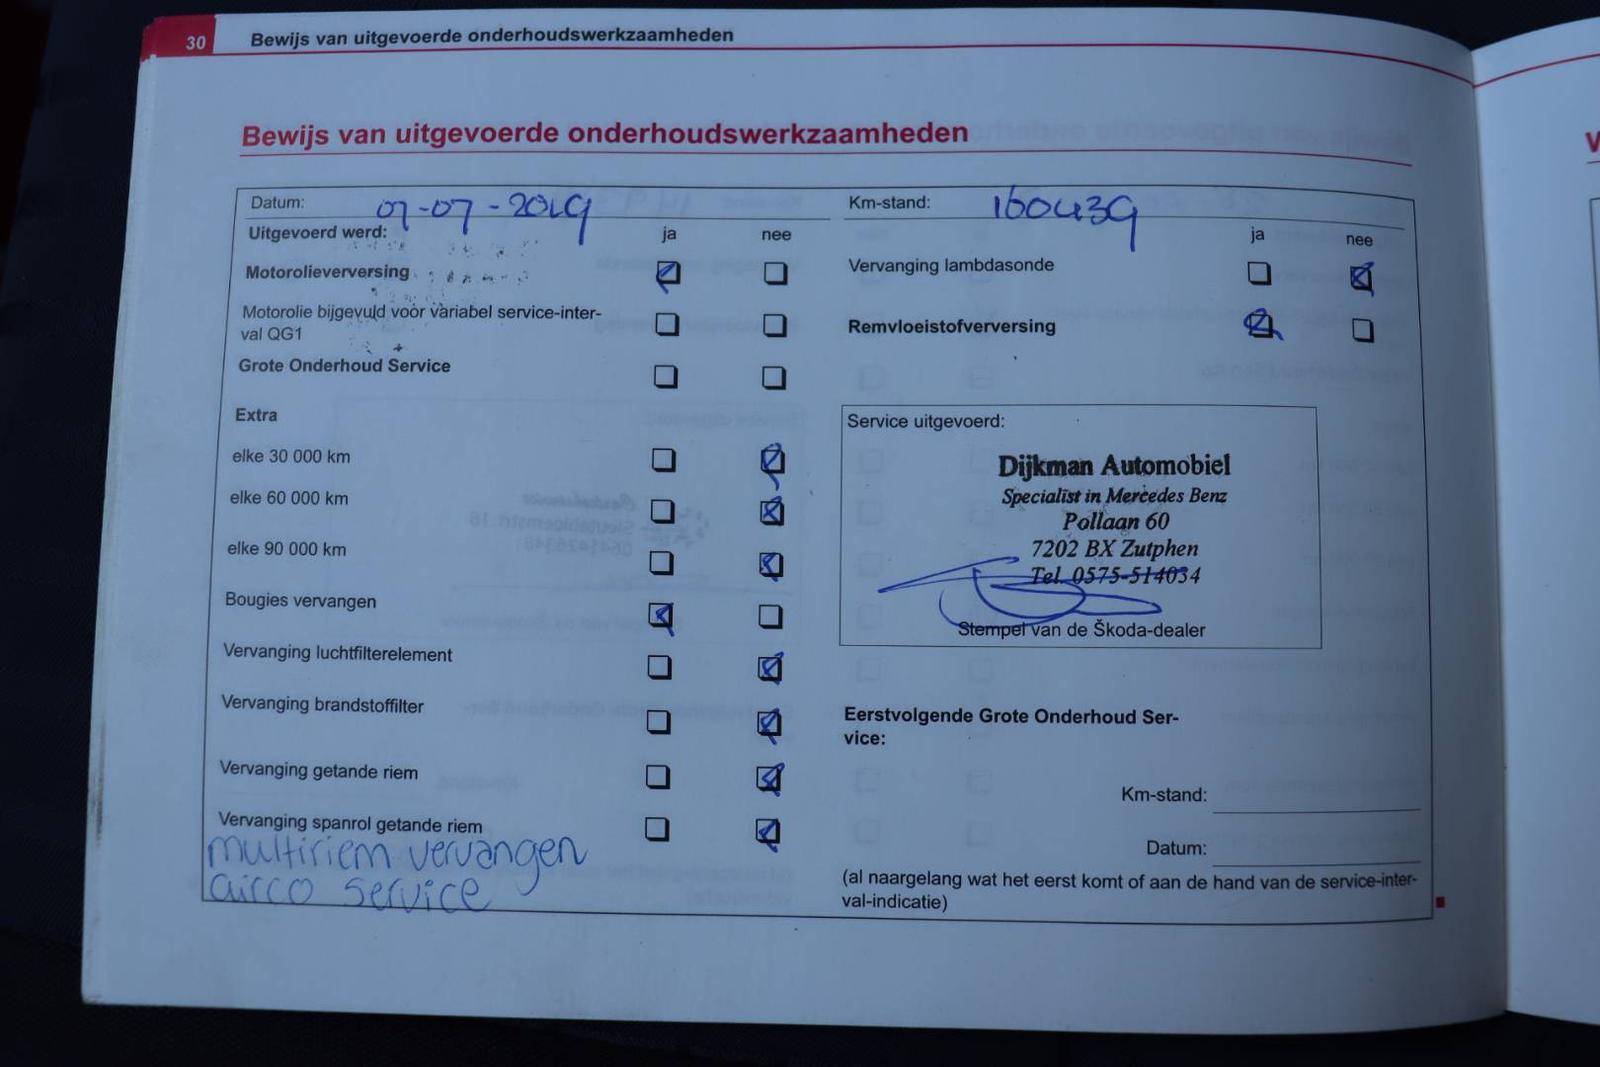 30 Bewijs van uitgevoerde onderhoudswerkzaamheden
Bewijs van uitgevoerde onderhoudswerkzaamheden
Datum: 07-07-2019
Km-stand: 160439
Uitgevoerd werd: ja nee
ja nee
Motorolieverversing
Vervanging lambdasonde
Motorolie bijgevuld voor variabel service-inter-
val QG1
Remvloeistofverversing
Grote Onderhoud Service
Extra
elke 30 000 km
elke 60 000 km
elke 90 000 km
Bougies vervangen
Vervanging luchtfilterelement
Vervanging brandstoffilter
Vervanging getande riem
Vervanging spanrol getande riem
multiriem vervangen
airco service
Service uitgevoerd:
Dijkman Automobiel
Specialist in Mercedes Benz
Pollaan 60
7202 BX Zutphen
Tel. 0575-514034
Stempel van de Škoda-dealer
Eerstvolgende Grote Onderhoud Ser-
vice:
Km-stand:
Datum:
(al naargelang wat het eerst komt of aan de hand van de service-inter-
val-indicatie)